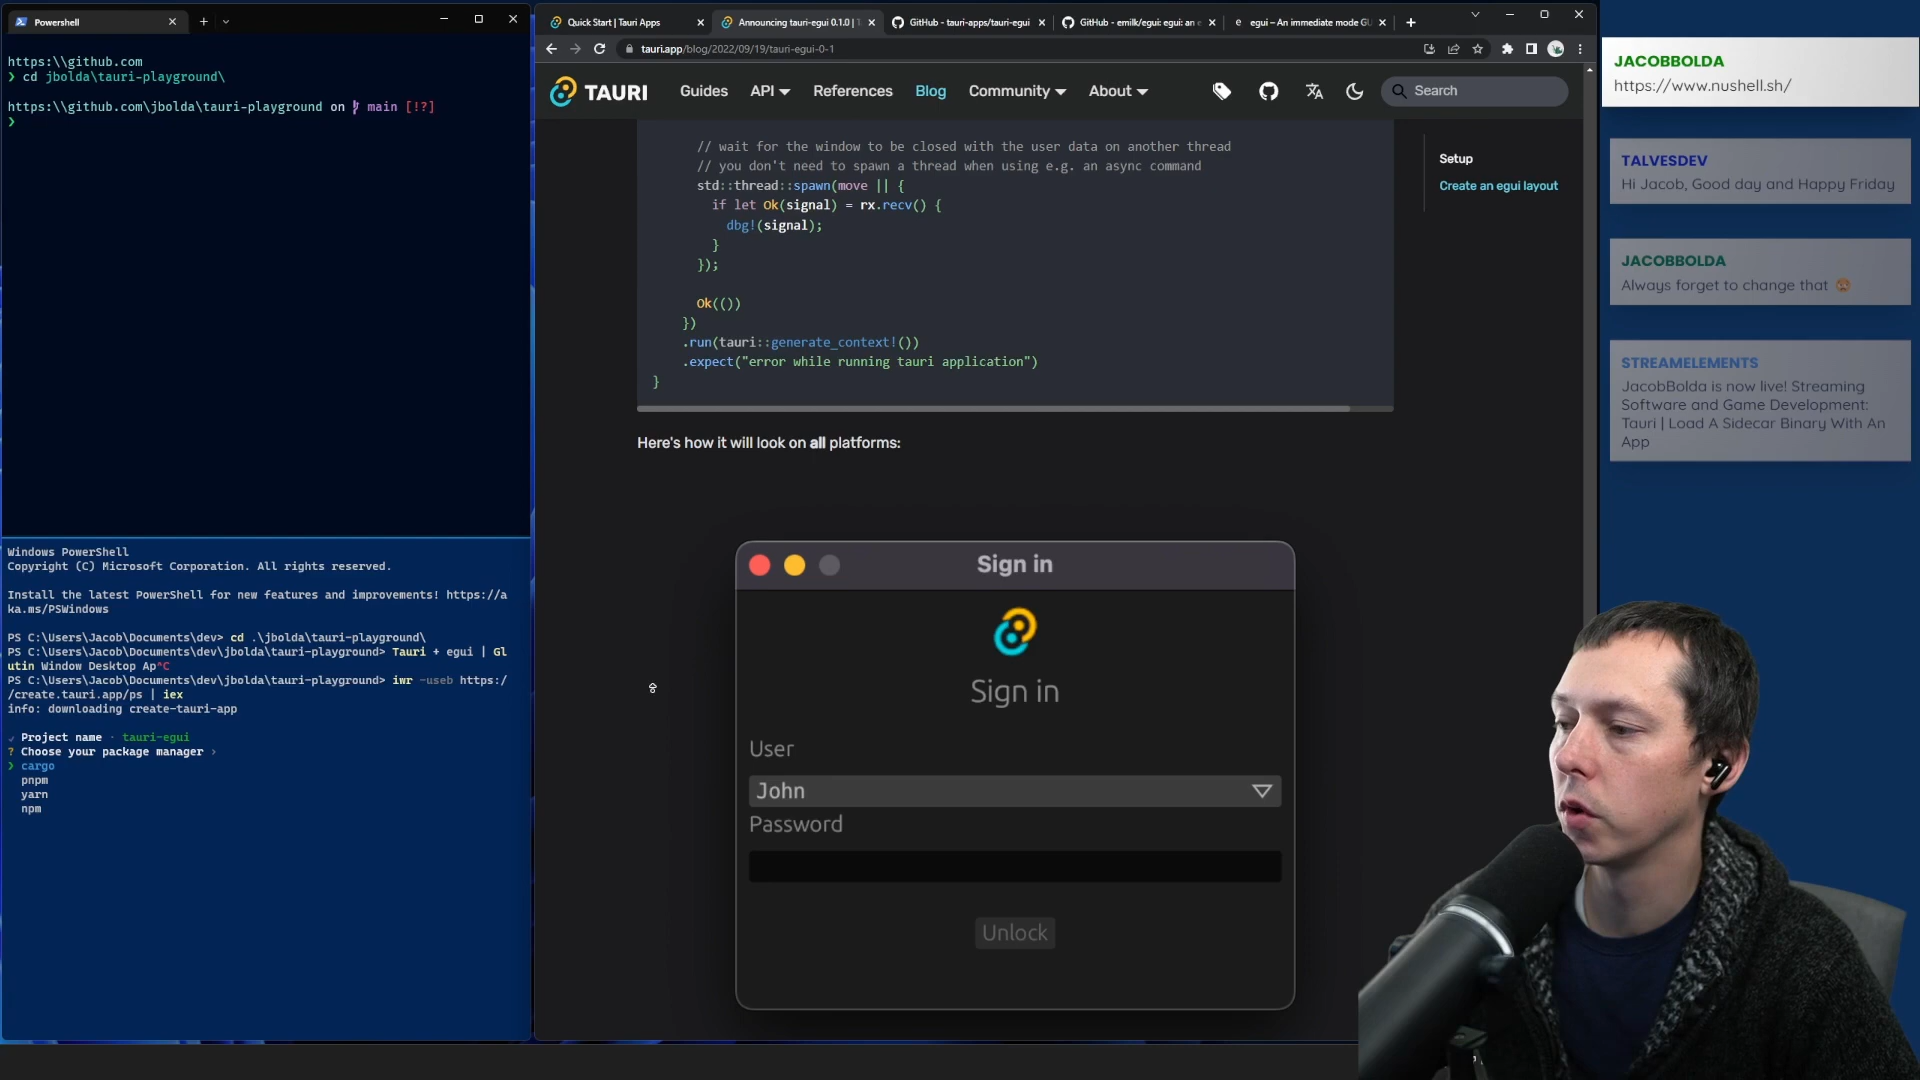 Powershell
https:\\github.com
❯ cd jbolda\tauri-playground\
https:\\github.com\jbolda\tauri-playground on main [!?]
❯
Windows PowerShell
Copyright (C) Microsoft Corporation. All rights reserved.
Install the latest PowerShell for new features and improvements! https://a
ka.ms/PSWindows
PS C:\Users\Jacob\Documents\dev> cd .\jbolda\tauri-playground\
PS C:\Users\Jacob\Documents\dev\jbolda\tauri-playground> Tauri + egui | Gl
utin Window Desktop Ap^C
PS C:\Users\Jacob\Documents\dev\jbolda\tauri-playground> iwr -useb https:/
/create.tauri.app/ps | iex
info: downloading create-tauri-app
✓ Project name · tauri-egui
? Choose your package manager ›
❯ cargo
pnpm
yarn
npm
Quick Start | Tauri Apps
Announcing tauri-egui 0.1.0 |
GitHub - tauri-apps/tauri-egui
GitHub - emilk/egui: egui: an e
egui – An immediate mode GU
tauri.app/blog/2022/09/19/tauri-egui-0-1
TAURI
Guides
API
References
Blog
Community
About
Search
// wait for the window to be closed with the user data on another thread
// you don't need to spawn a thread when using e.g. an async command
std::thread::spawn(move || {
if let Ok(signal) = rx.recv() {
dbg!(signal);
}
});
Ok(())
})
.run(tauri::generate_context!())
.expect("error while running tauri application")
}
Setup
Create an egui layout
Here's how it will look on all platforms:
Sign in
Sign in
User
John
Password
Unlock
JACOBBOLDA
https://www.nushell.sh/
TALVESDEV
Hi Jacob, Good day and Happy Friday
JACOBBOLDA
Always forget to change that
STREAMELEMENTS
JacobBolda is now live! Streaming
Software and Game Development:
Tauri | Load A Sidecar Binary With An
App